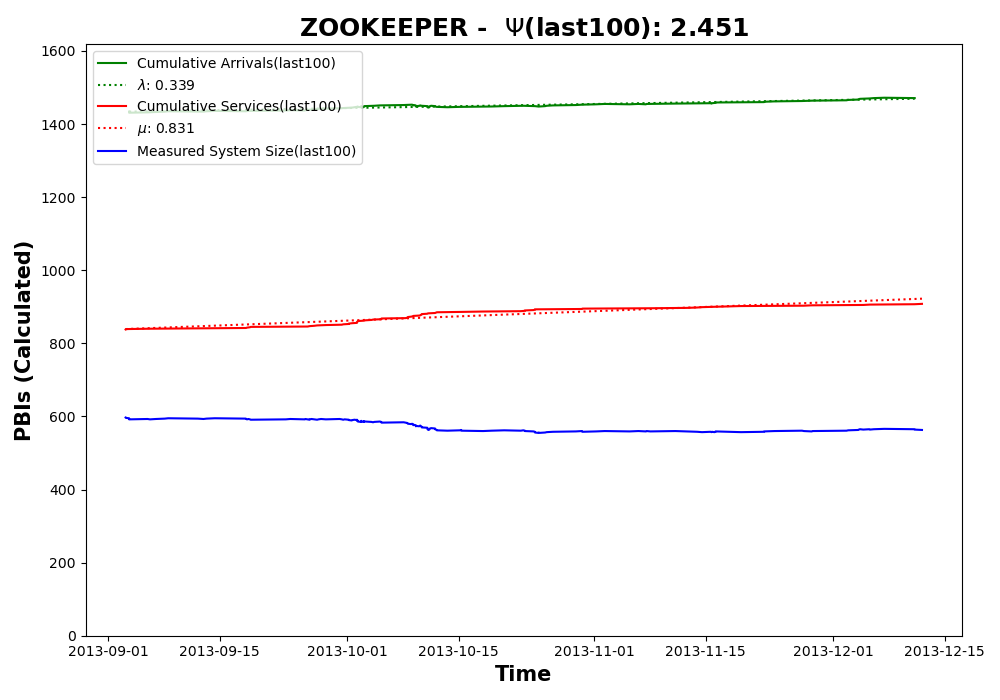 ZOOKEEPER - Ψ(last100): 2.451
Cumulative Arrivals(last100)
λ: 0.339
Cumulative Services(last100)
μ: 0.831
Measured System Size(last100)
1600
1400
1200
1000
800
600
400
200
0
PBIs (Calculated)
2013-09-01 2013-09-15 2013-10-01 2013-10-15 2013-11-01 2013-11-15 2013-12-01 2013-12-15
Time